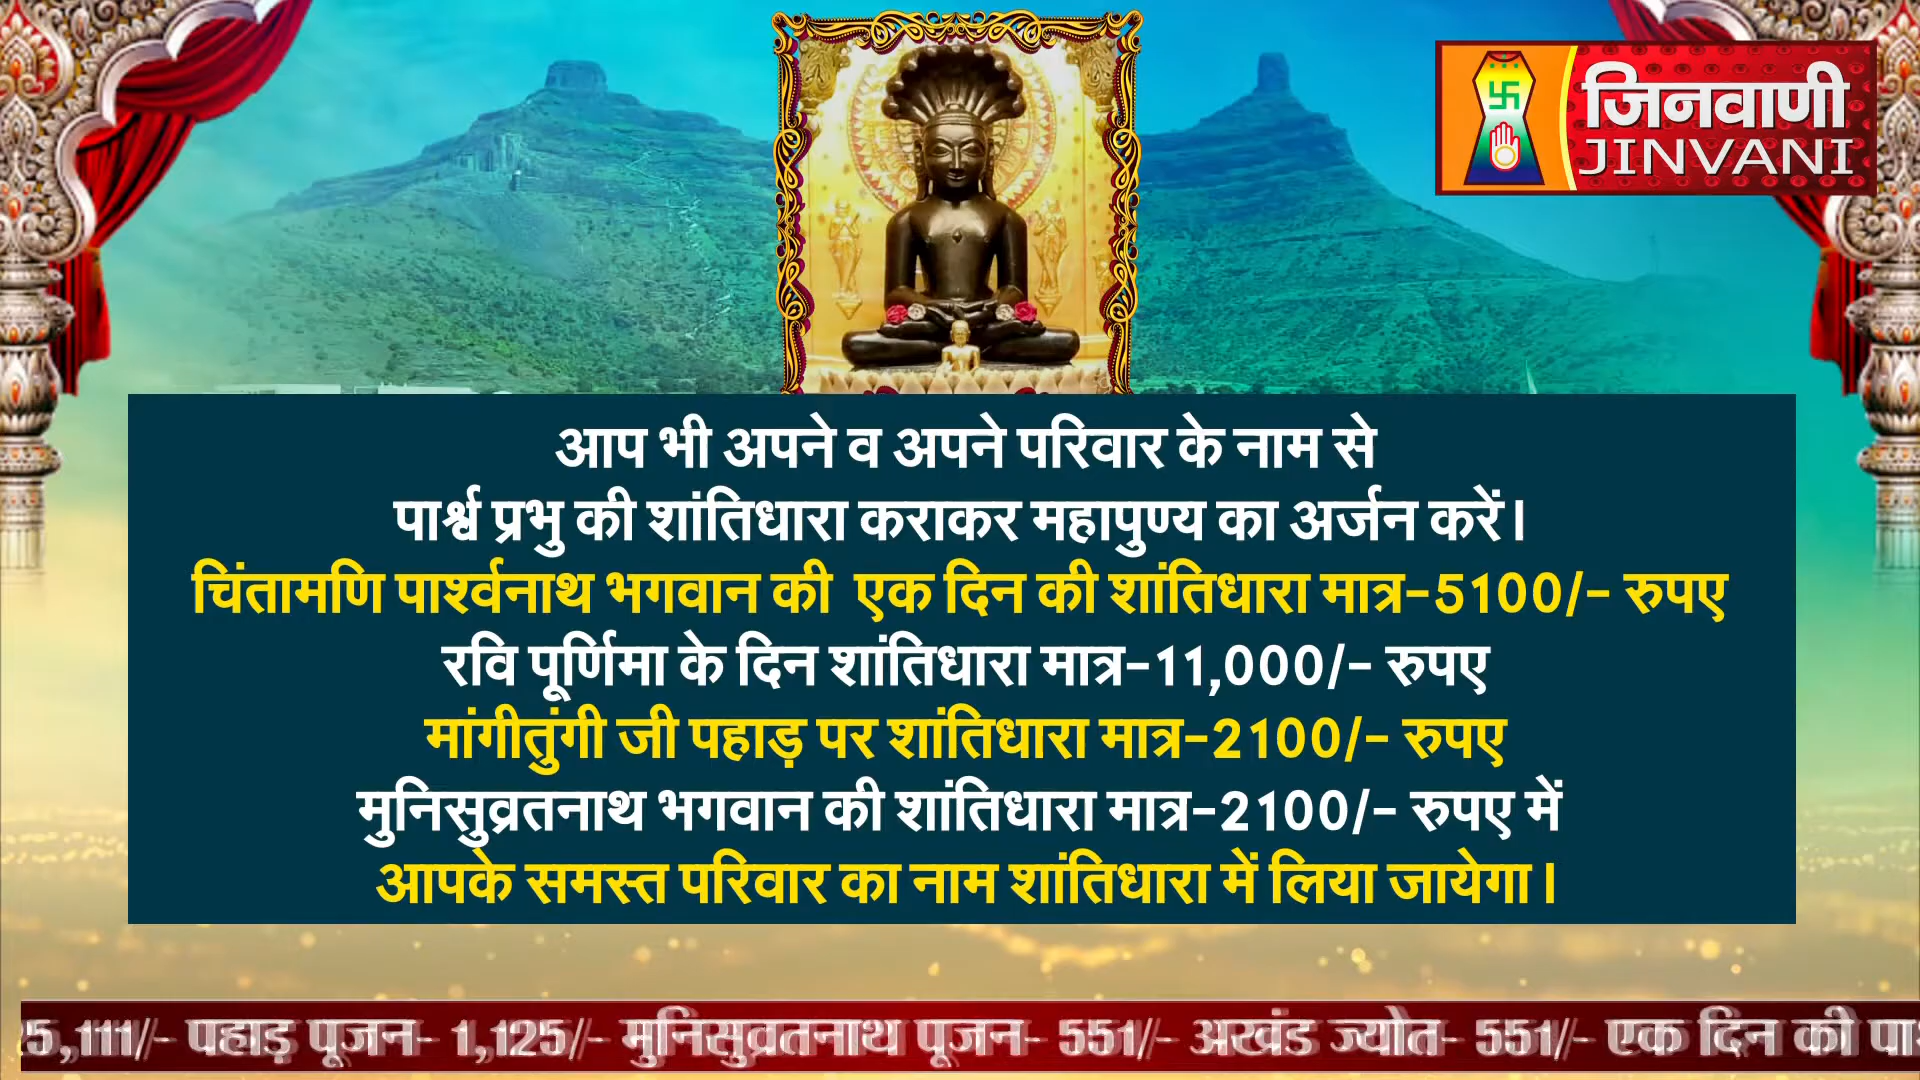 जिनवाणी
JINVANI
आप भी अपने व अपने परिवार के नाम से
पार्श्व प्रभु की शांतिधारा कराकर महापुण्य का अर्जन करें।
चिंतामणि पार्श्वनाथ भगवान की एक दिन की शांतिधारा मात्र-5100/- रुपए
रवि पूर्णिमा के दिन शांतिधारा मात्र-11,000/- रुपए
मांगीतुंगी जी पहाड़ पर शांतिधारा मात्र-2100/- रुपए
मुनिसुव्रतनाथ भगवान की शांतिधारा मात्र-2100/- रुपए में
आपके समस्त परिवार का नाम शांतिधारा में लिया जायेगा।
5,111/- पहाड़ पूजन- 1,125/- मुनिसुव्रतनाथ पूजन- 551/- अखंड ज्योत- 551/- एक दिन की